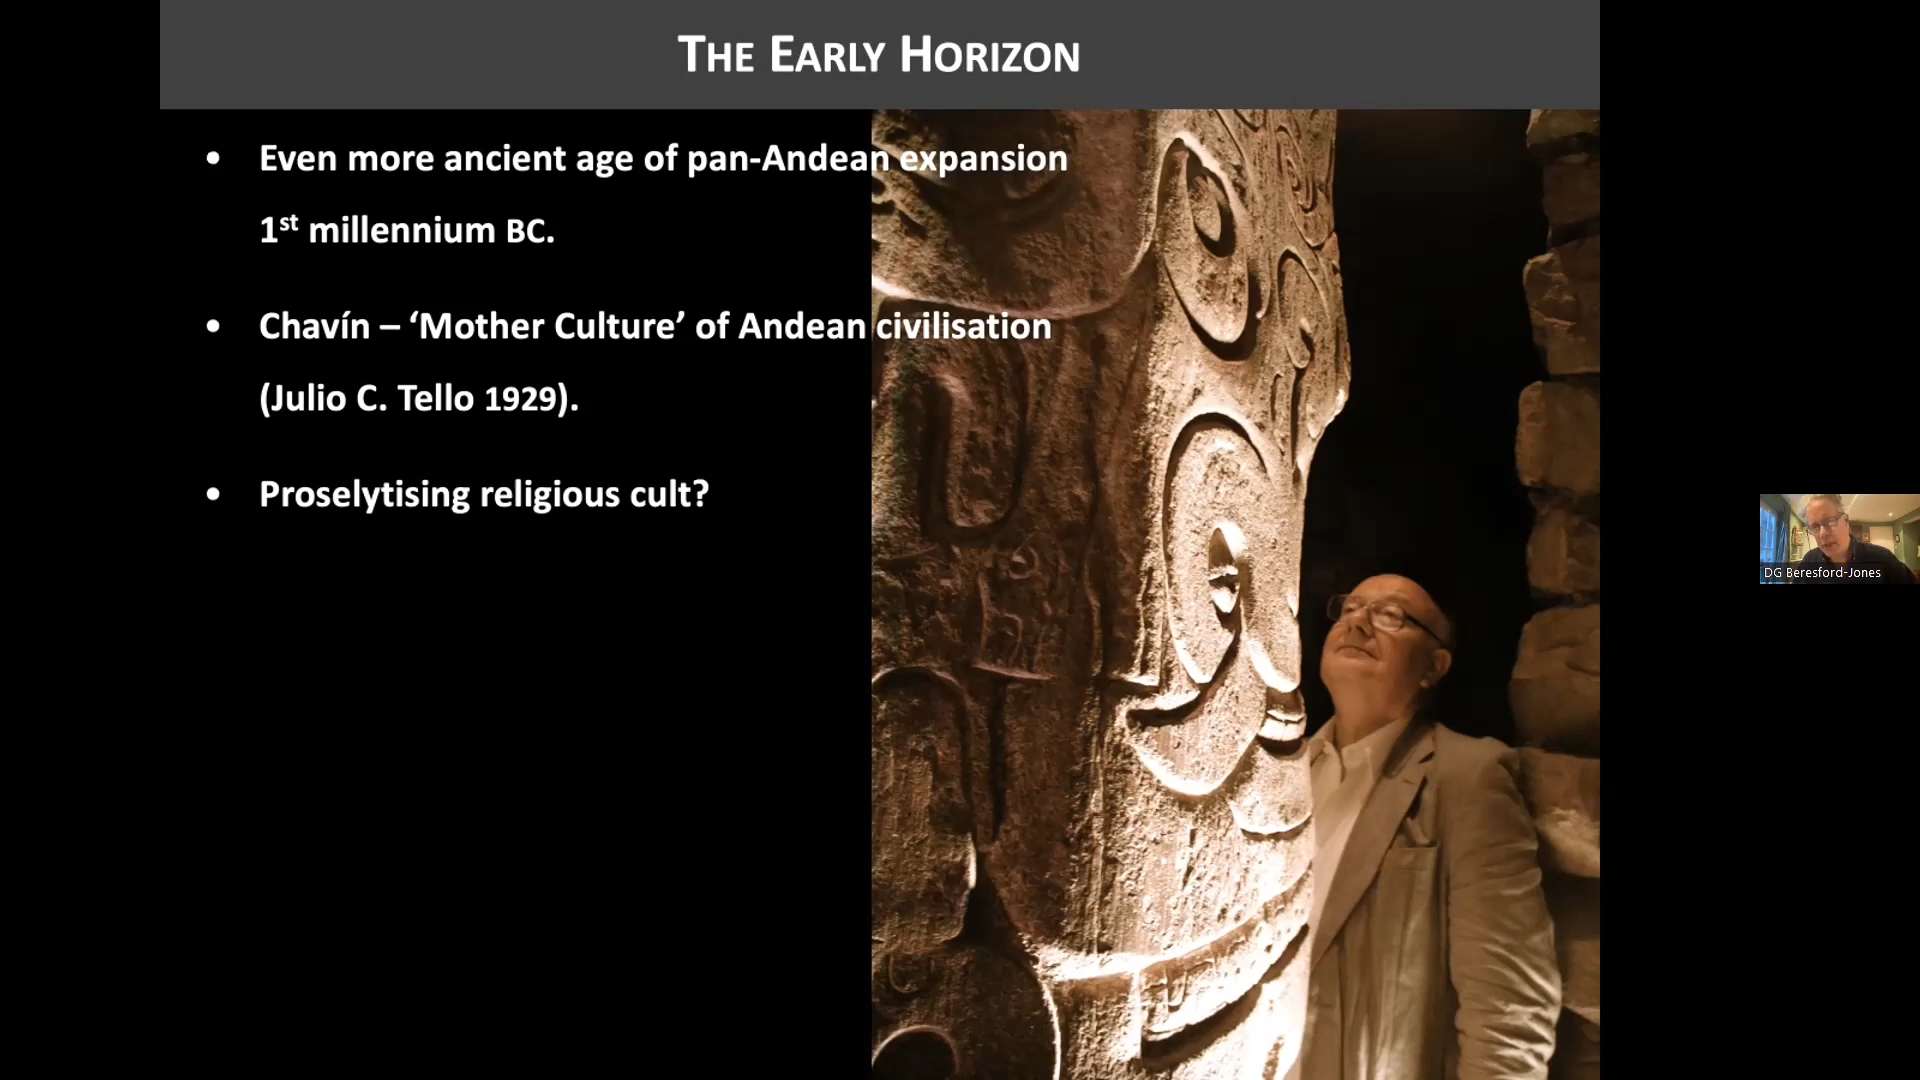 THE EARLY HORIZON
• Even more ancient age of pan-Andean expansion
1st millennium BC.
• Chavín – ‘Mother Culture’ of Andean civilisation
(Julio C. Tello 1929).
• Proselytising religious cult?
DG Beresford-Jones